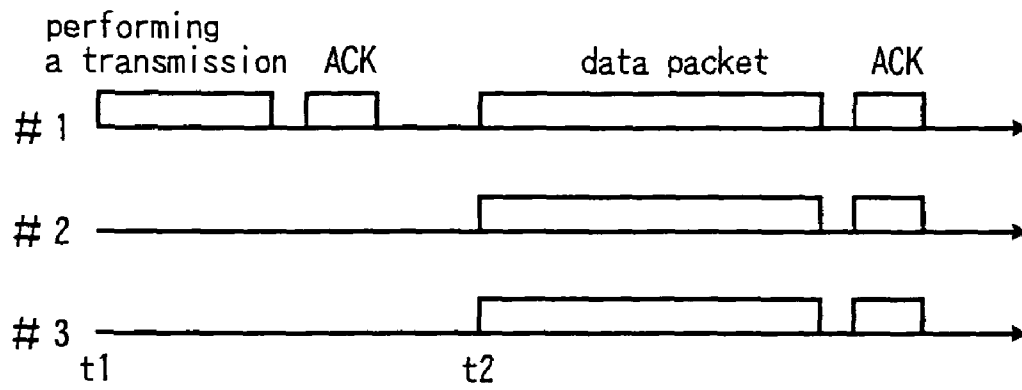 performing
a transmission ACK data packet ACK
# 1
# 2
# 3
t1 t2